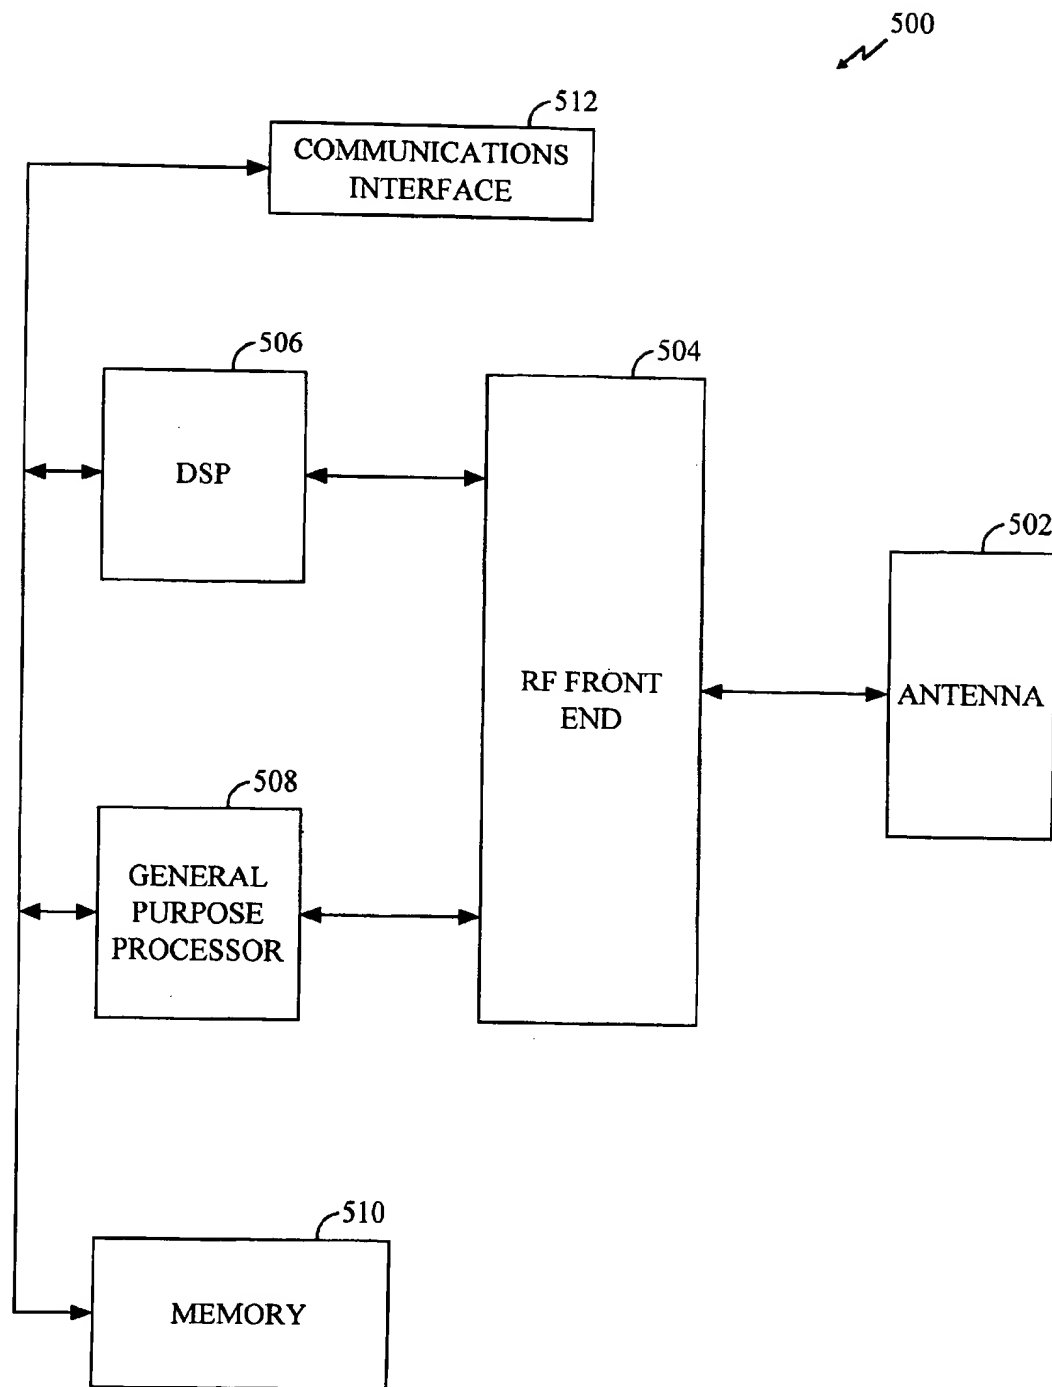 500
512
COMMUNICATIONS
INTERFACE
506
504
DSP
502
RF FRONT
END
ANTENNA
508
GENERAL
PURPOSE
PROCESSOR
510
MEMORY